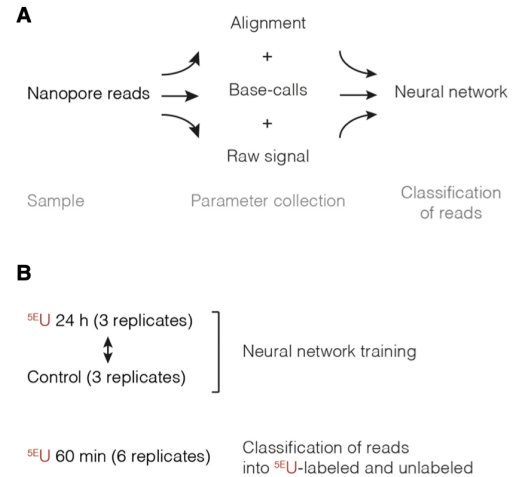 A
Alignment
+
Nanopore reads
Base-calls
Neural network
+
Raw signal
Sample
Parameter collection
Classification
of reads
B
5EU 24 h (3 replicates)
Neural network training
Control (3 replicates)
5EU 60 min (6 replicates)
Classification of reads
into 5EU-labeled and unlabeled